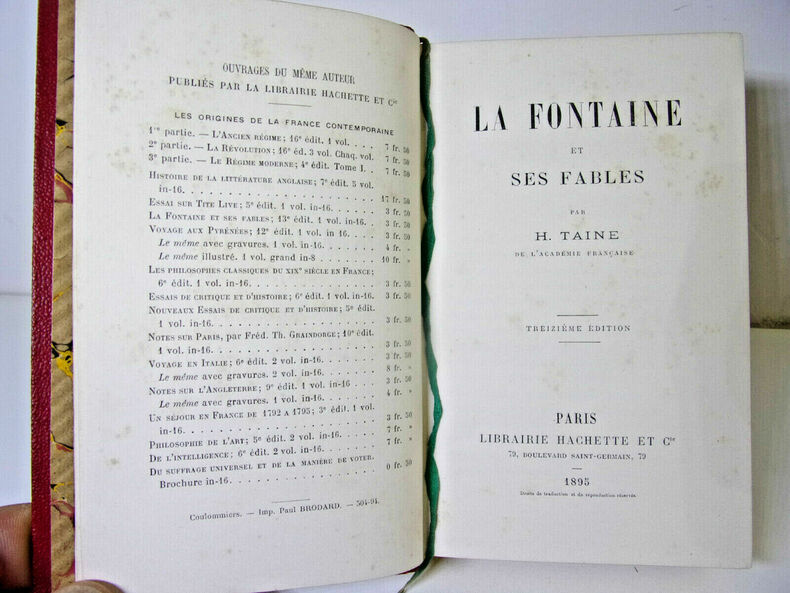 OUVRAGES DU MÊME AUTEUR
PUBLIÉS PAR LA LIBRAIRIE HACHETTE ET Cie
LES ORIGINES DE LA FRANCE CONTEMPORAINE
1re partie. — L'ANCIEN RÉGIME; 16e édit. 1 vol. . . . 7 fr. 50
2e partie. — LA RÉVOLUTION; 16e éd. 3 vol. Chaq. vol. 7 fr. 50
3e partie. — LE RÉGIME MODERNE; 4e édit. Tome I. . 7 fr. 50
HISTOIRE DE LA LITTÉRATURE ANGLAISE; 7e édit. 5 vol.
in-16. . . . . . . . . . . . . . . . 17 fr. 50
ESSAI SUR TITE LIVE; 5e édit. 1 vol. in-16. . . . . 3 fr. 50
LA FONTAINE ET SES FABLES; 13e édit. 1 vol. in-16. . 3 fr. 50
VOYAGE AUX PYRÉNÉES; 12e édit. 1 vol. in-16. . . . 3 fr. 50
Le même avec gravures. 1 vol. in-16. . . . . . 4 fr. »
Le même illustré. 1 vol. grand in-8 . . . . . . 10 fr. »
LES PHILOSOPHES CLASSIQUES DU XIXe SIÈCLE EN FRANCE;
6e édit. 1 vol. in-16. . . . . . . . . . . 3 fr. 50
ESSAIS DE CRITIQUE ET D'HISTOIRE; 6e édit. 1 vol. in-16. 3 fr. 50
NOUVEAUX ESSAIS DE CRITIQUE ET D'HISTOIRE; 5e édit.
1 vol. in-16. . . . . . . . . . . . . . 3 fr. 50
NOTES SUR PARIS, par Fréd. Th. GRAINDORGE; 10e édit.
1 vol. in-16. . . . . . . . . . . . . . 3 fr. 50
VOYAGE EN ITALIE; 6e édit. 2 vol. in-16. . . . . . 3 fr. 50
Le même avec gravures. 2 vol. in-16. . . . . . 8 fr. »
NOTES SUR L'ANGLETERRE; 9e édit. 1 vol. in-16. . . . 3 fr. 50
Le même avec gravures. 1 vol. in-16. . . . . . 4 fr. »
UN SÉJOUR EN FRANCE DE 1792 A 1795; 3e édit. 1 vol.
in-16. . . . . . . . . . . . . . . . 3 fr. 50
PHILOSOPHIE DE L'ART; 5e édit. 2 vol. in-16. . . . . 7 fr. »
DE L'INTELLIGENCE; 6e édit. 2 vol. in-16. . . . . . 7 fr. »
DU SUFFRAGE UNIVERSEL ET DE LA MANIÈRE DE VOTER.
Brochure in-16. . . . . . . . . . . . . 0 fr. 50
Coulommiers. — Imp. Paul BRODARD. — 504-94.
LA FONTAINE
ET
SES FABLES
PAR
H. TAINE
DE L'ACADÉMIE FRANÇAISE
TREIZIÈME ÉDITION
PARIS
LIBRAIRIE HACHETTE ET Cie
79, BOULEVARD SAINT-GERMAIN, 79
1895
Droits de traduction et de reproduction réservés